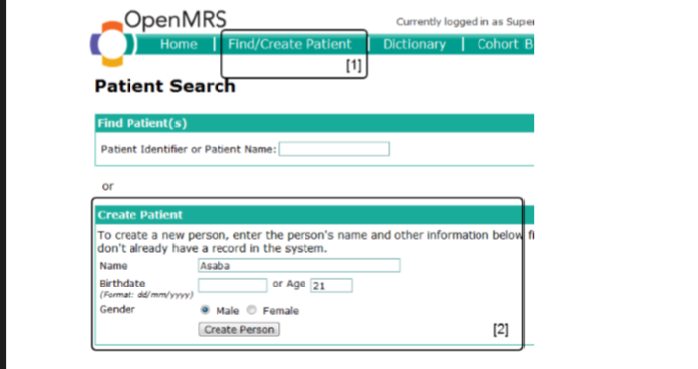 OpenMRS
Currently logged in as Super
Home | Find/Create Patient | Dictionary | Cohort B
[1]
Patient Search
Find Patient(s)
Patient Identifier or Patient Name:
or
Create Patient
To create a new person, enter the person's name and other information below fi
don't already have a record in the system.
Name Asaba
Birthdate or Age 21
(Format: dd/mm/yyyy)
Gender Male Female
Create Person [2]